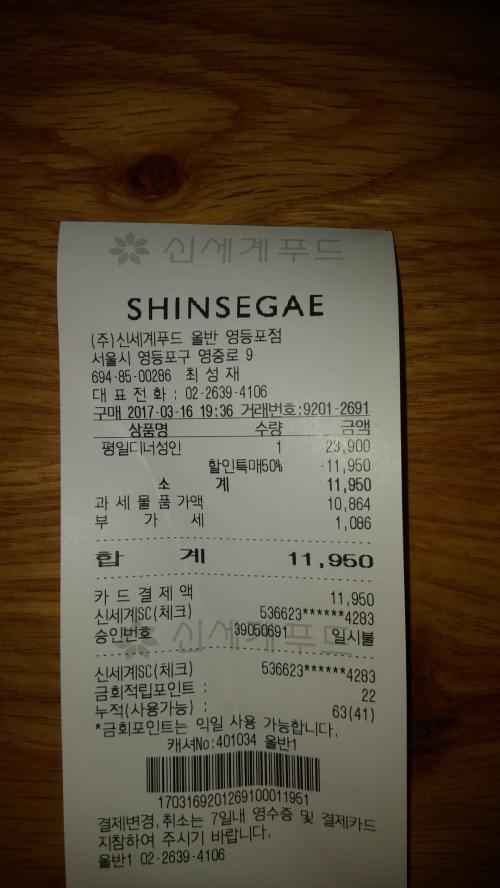 신세계푸드
SHINSEGAE
(주)신세계푸드 올반 영등포점
서울시 영등포구 영중로 9
694-85-00286 최성재
대표전화: 02-2639-4106
구매 2017-03-16 19:36 거래번호:9201-2691
상품명 수량 금액
평일디너성인 1 23,900
할인특매50% -11,950
소 계 11,950
과세물품가액 10,864
부 가 세 1,086
합 계 11,950
카드결제액 11,950
신세계SC(체크) 536623******4283
승인번호 39050691 일시불
신세계푸드
신세계SC(체크) 536623******4283
금회적립포인트 : 22
누적(사용가능) : 63(41)
*금회포인트는 익일 사용 가능합니다.
캐셔No:401034 올반1
1703169201269100011951
결제변경,취소는 7일내 영수증 및 결제카드
지참하여 주시기 바랍니다.
올반1 02-2639-4106